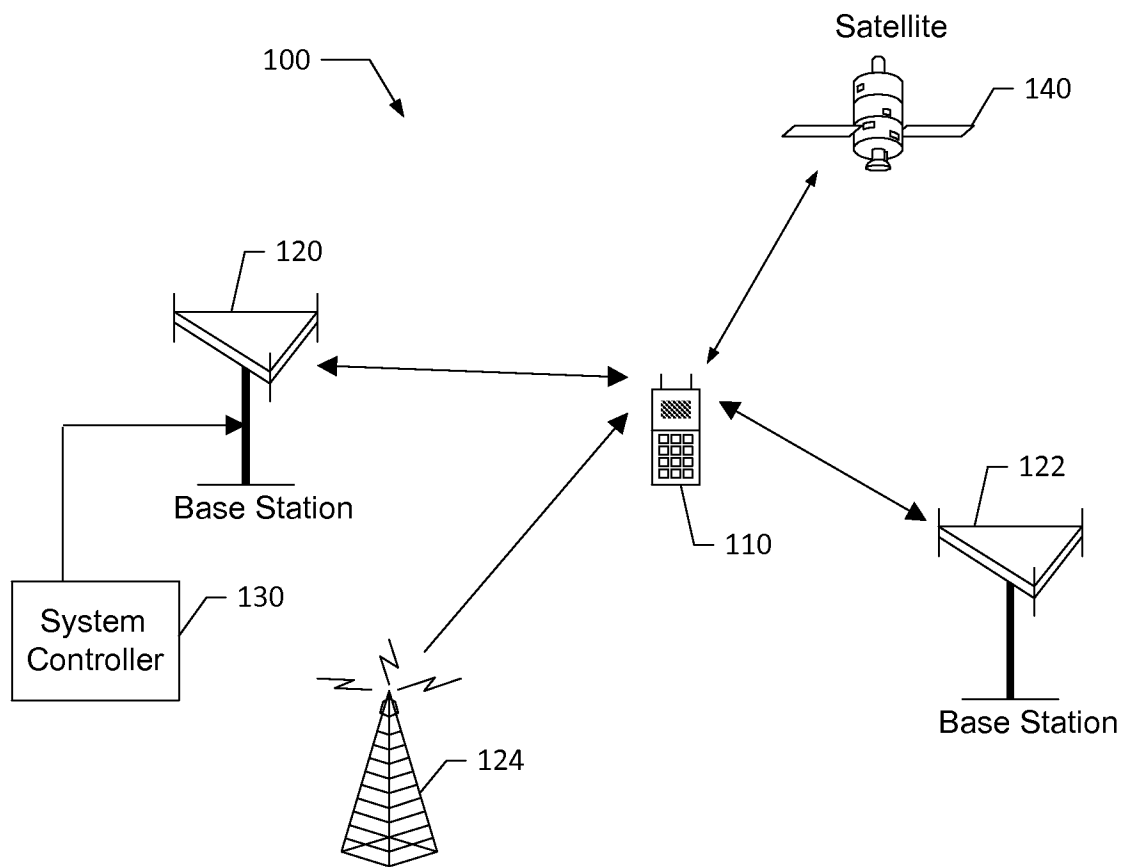 Satellite
100
140
120
122
Base Station
110
130
System
Controller
124
Base Station